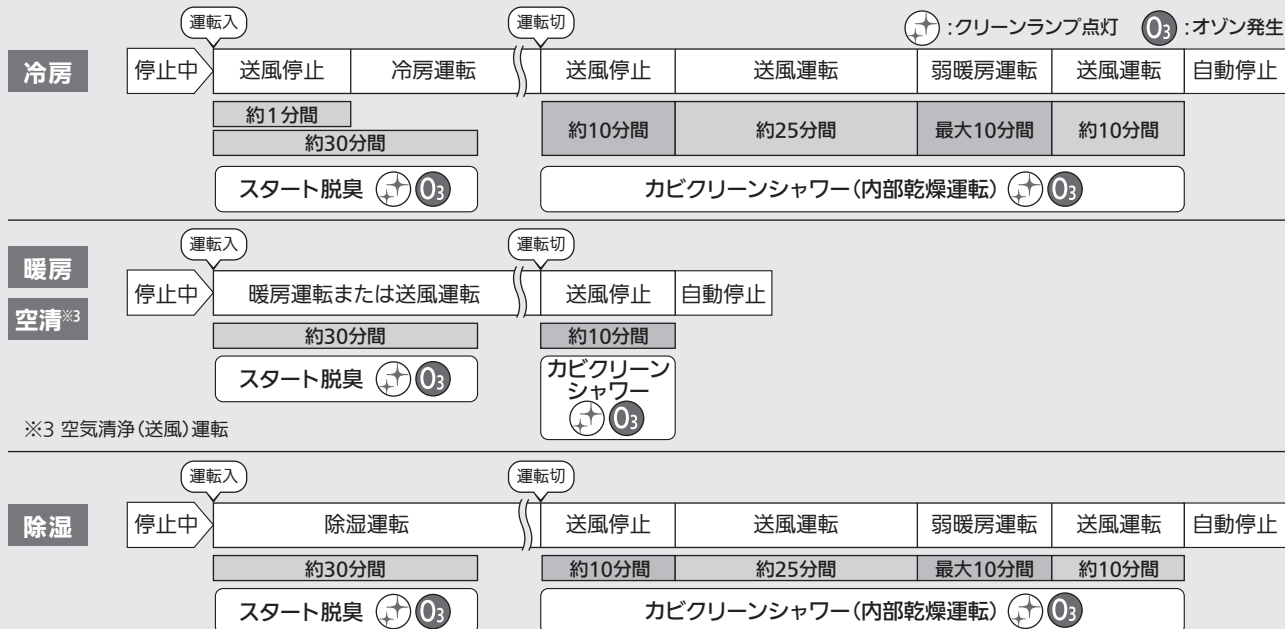 運転入
運転切
:クリーンランプ点灯 O3 :オゾン発生
冷房
停止中 送風停止 冷房運転 送風停止 送風運転 弱暖房運転 送風運転 自動停止
約1分間
約30分間
約10分間 約25分間 最大10分間 約10分間
スタート脱臭 O3
カビクリーンシャワー(内部乾燥運転) O3
暖房
空清※3
運転入
運転切
停止中 暖房運転または送風運転 送風停止 自動停止
約30分間 約10分間
スタート脱臭 O3
カビクリーン
シャワー
O3
※3 空気清浄(送風)運転
運転入
運転切
除湿
停止中 除湿運転 送風停止 送風運転 弱暖房運転 送風運転 自動停止
約30分間 約10分間 約25分間 最大10分間 約10分間
スタート脱臭 O3
カビクリーンシャワー(内部乾燥運転) O3